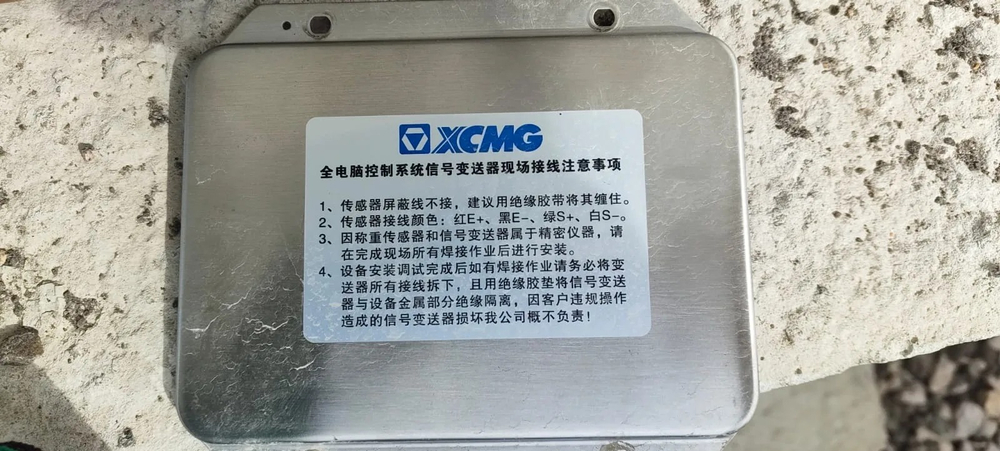 XCMG
全电脑控制系统信号变送器现场接线注意事项
1、传感器屏蔽线不接，建议用绝缘胶带将其缠住。
2、传感器接线颜色：红E+、黑E-、绿S+、白S-。
3、因称重传感器和信号变送器属于精密仪器，请
在完成现场所有焊接作业后进行安装。
4、设备安装调试完成后如有焊接作业请务必将变
送器所有接线拆下，且用绝缘胶垫将信号变送
器与设备金属部分绝缘隔离，因客户违规操作
造成的信号变送器损坏我公司概不负责！